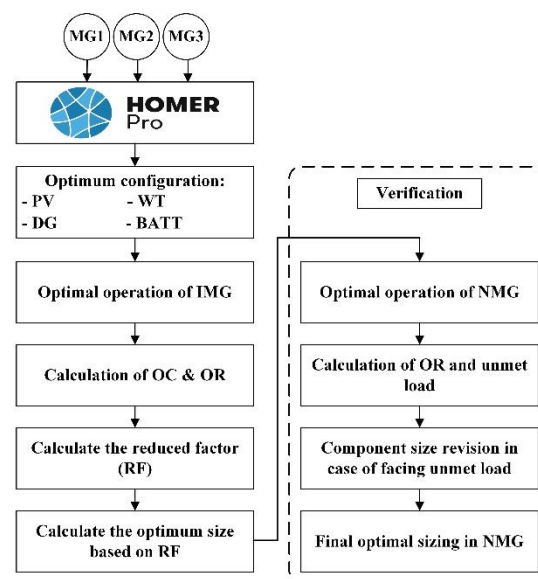 MG1 MG2 MG3
HOMER
Pro
Optimum configuration:
- PV - WT
- DG - BATT
Optimal operation of IMG
Calculation of OC & OR
Calculate the reduced factor
(RF)
Calculate the optimum size
based on RF
Verification
Optimal operation of NMG
Calculation of OR and unmet
load
Component size revision in
case of facing unmet load
Final optimal sizing in NMG